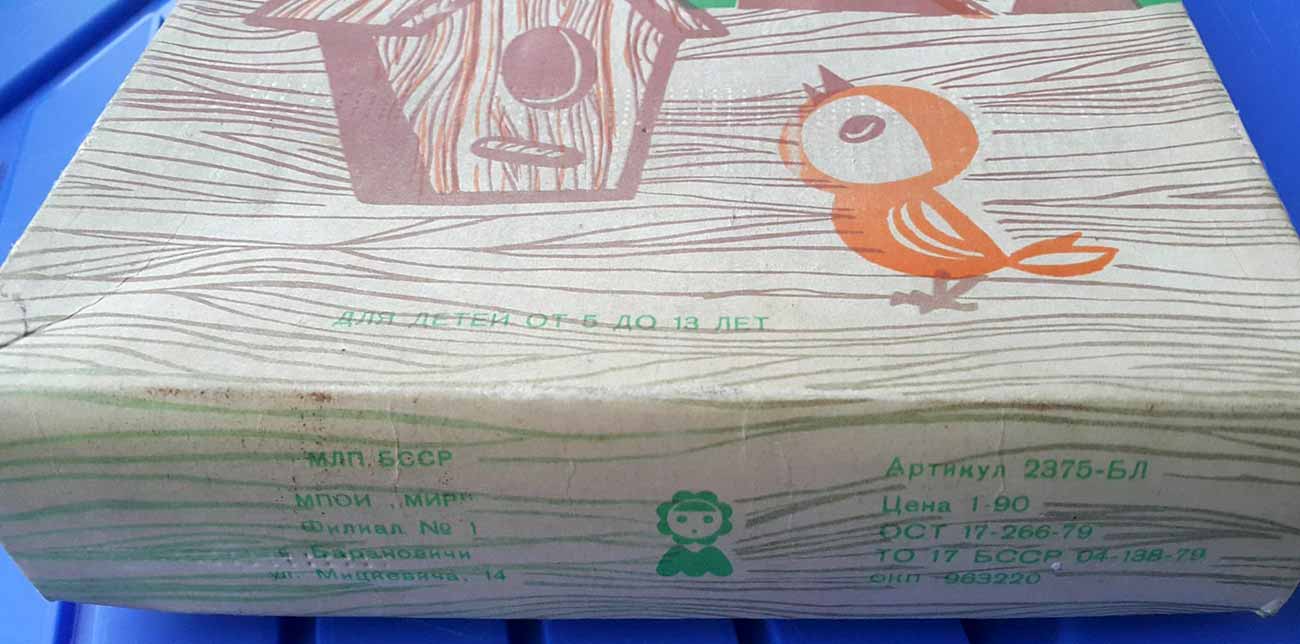 ДЛЯ ДЕТЕЙ ОТ 5 ДО 13 ЛЕТ
МЛП БССР
МПОИ „МИР"
Филиал № 1
г. Барановичи
ул. Мицкевича, 14
Артикул 2375-БЛ
Цена 1-90
ОСТ 17-266-79
ТО 17 БССР 04-138-79
ОКП 963220